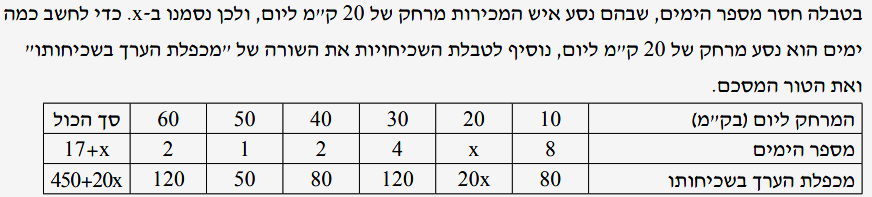 בטבלה חסר מספר הימים, שבהם נסע איש המכירות מרחק של 20 ק״מ ליום, ולכן נסמנו ב-x. כדי לחשב כמה
ימים הוא נסע מרחק של 20 ק״מ ליום, נוסיף לטבלת השכיחויות את השורה של ״מכפלת הערך בשכיחותו״
ואת הטור המסכם.
המרחק ליום (בק״מ) 10 20 30 40 50 60 סך הכול
מספר הימים 8 x 4 2 1 2 17+x
מכפלת הערך בשכיחותו 80 20x 120 80 50 120 450+20x